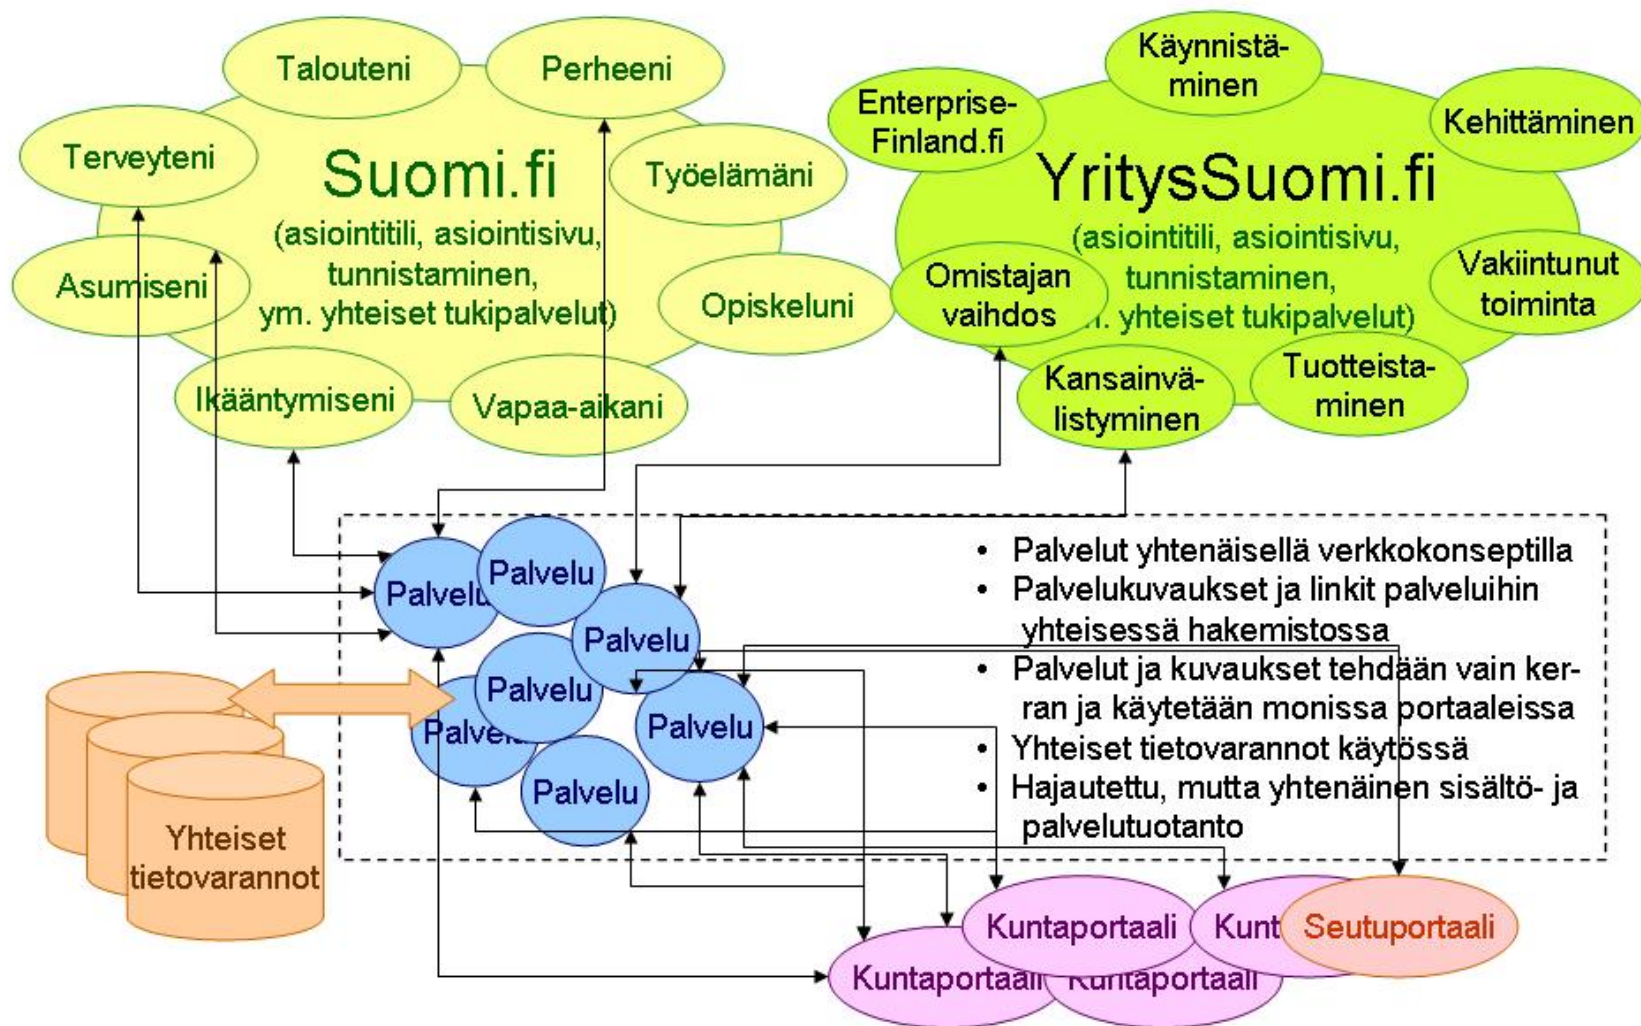 Talouteni
Perheeni
Terveyteni
Suomi.fi
Työelämäni
(asiointitili, asiointisivu,
tunnistaminen,
ym. yhteiset tukipalvelut)
Asumiseni
Opiskeluni
Ikääntymiseni
Vapaa-aikani
Käynnistä-
minen
Enterprise-
Finland.fi
Kehittäminen
YritysSuomi.fi
(asiointitili, asiointisivu,
tunnistaminen,
yhteiset tukipalvelut)
Omistajan
vaihdos
Vakiintunut
toiminta
Kansainvä-
listyminen
Tuotteista-
minen
Palvelu
Palvelu
Palvelu
Palvelu
Palvelu
Palvelu
Palvelu
• Palvelut yhtenäisellä verkkokonseptilla
• Palvelukuvaukset ja linkit palveluihin
yhteisessä hakemistossa
• Palvelut ja kuvaukset tehdään vain ker-
ran ja käytetään monissa portaaleissa
• Yhteiset tietovarannot käytössä
• Hajautettu, mutta yhtenäinen sisältö- ja
palvelutuotanto
Yhteiset
tietovarannot
Kuntaportaali
Kunt
Seutuportaali
Kuntaportaali
Kuntaportaali